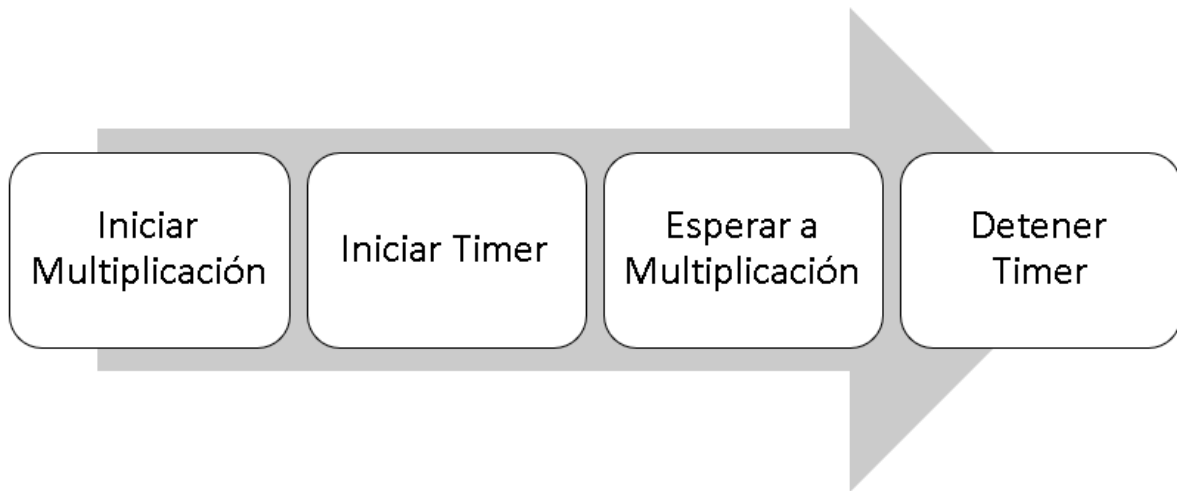 Iniciar
Multiplicación
Iniciar Timer
Esperar a
Multiplicación
Detener
Timer